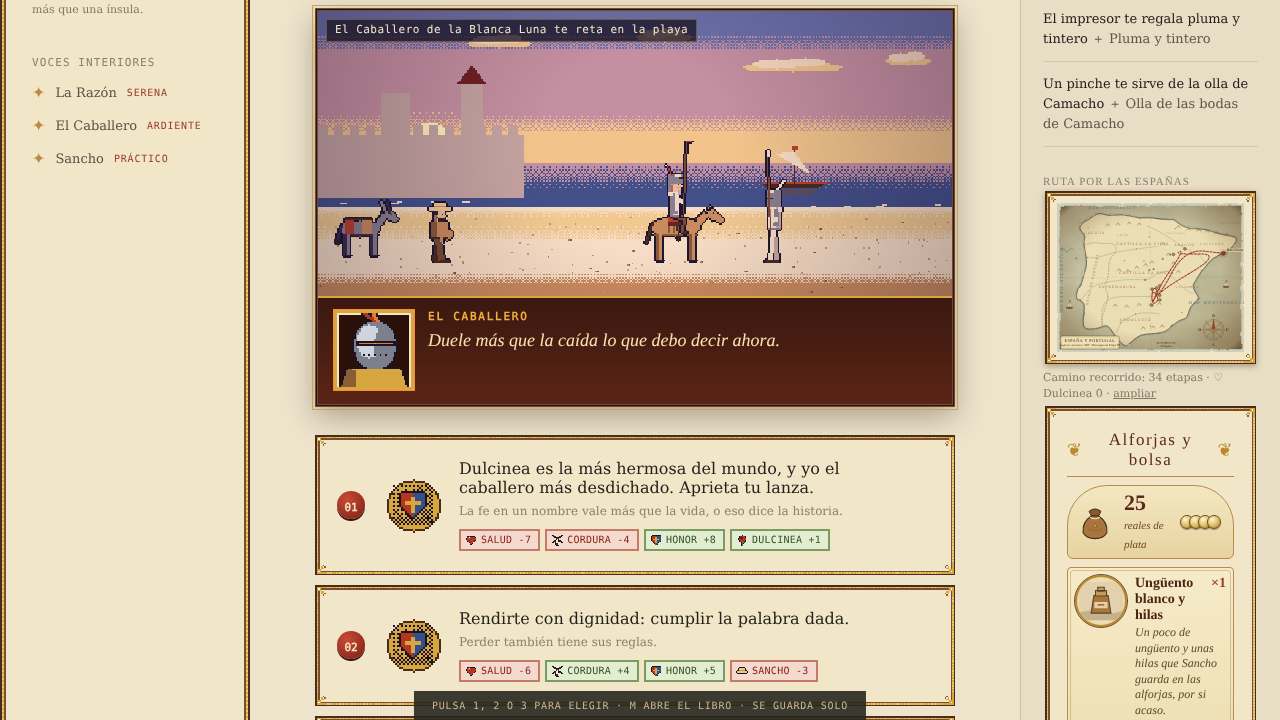 más que una ínsula.
VOCES INTERIORES
✦ La Razón SERENA
✦ El Caballero ARDIENTE
✦ Sancho PRÁCTICO
El Caballero de la Blanca Luna te reta en la playa
EL CABALLERO
Duele más que la caída lo que debo decir ahora.
01
Dulcinea es la más hermosa del mundo, y yo el
caballero más desdichado. Aprieta tu lanza.
La fe en un nombre vale más que la vida, o eso dice la historia.
SALUD -7 CORDURA -4 HONOR +8 DULCINEA +1
02
Rendirte con dignidad: cumplir la palabra dada.
Perder también tiene sus reglas.
SALUD -6 CORDURA +4 HONOR +5 SANCHO -3
PULSA 1, 2 O 3 PARA ELEGIR · M ABRE EL LIBRO · SE GUARDA SOLO
El impresor te regala pluma y
tintero + Pluma y tintero
Un pinche te sirve de la olla de
Camacho + Olla de las bodas
de Camacho
RUTA POR LAS ESPAÑAS
ESPAÑA Y PORTUGAL
Camino recorrido: 34 etapas · ♡
Dulcinea 0 · ampliar
Alforjas y
bolsa
25
reales de
plata
Ungüento ×1
blanco y
hilas
Un poco de
ungüento y unas
hilas que Sancho
guarda en las
alforjas, por si
acaso.